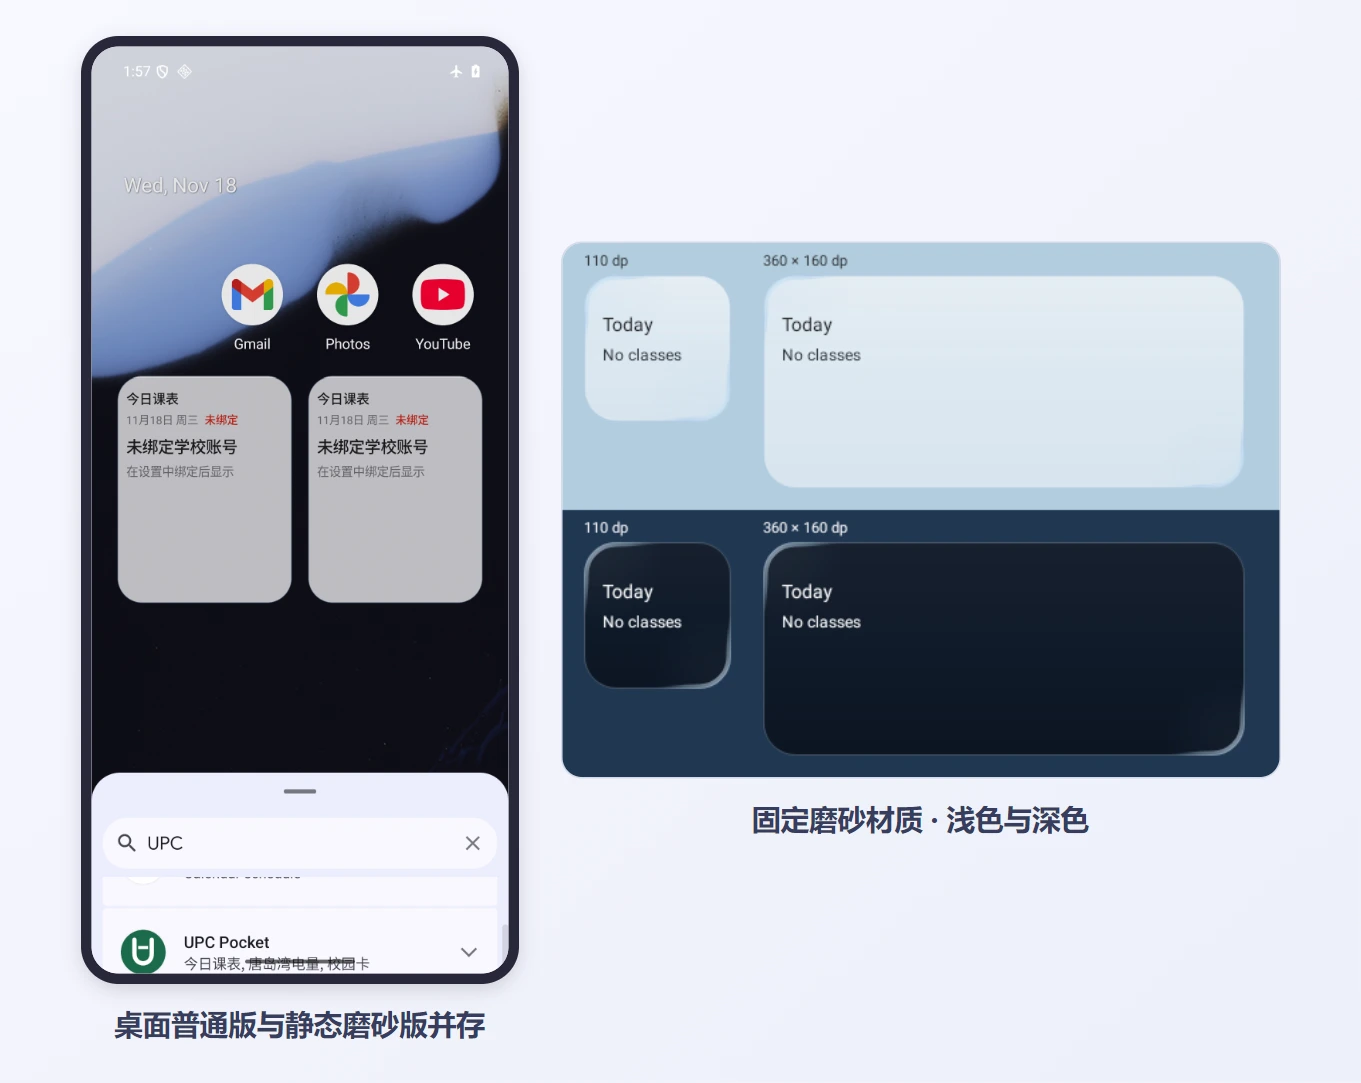 1:57
Wed, Nov 18
Gmail
Photos
YouTube
今日课表
11月18日 周三 未绑定
未绑定学校账号
在设置中绑定后显示
今日课表
11月18日 周三 未绑定
未绑定学校账号
在设置中绑定后显示
UPC
UPC Pocket
今日课表, 唐岛湾电量, 校园卡
桌面普通版与静态磨砂版并存
110 dp
360 × 160 dp
Today
No classes
Today
No classes
110 dp
360 × 160 dp
Today
No classes
Today
No classes
固定磨砂材质 · 浅色与深色